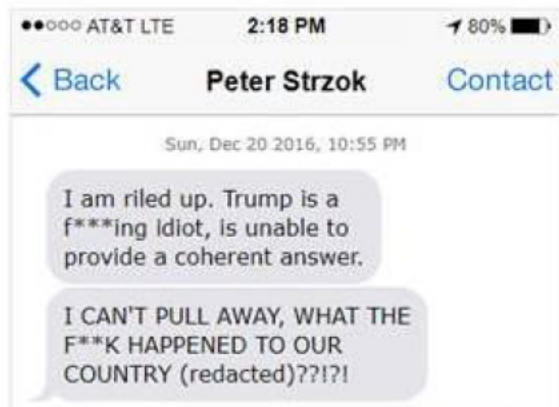 AT&T LTE 2:18 PM 80%
Back Peter Strzok Contact
Sun, Dec 20 2016, 10:55 PM
I am riled up. Trump is a
f***ing idiot, is unable to
provide a coherent answer.
I CAN'T PULL AWAY, WHAT THE
F**K HAPPENED TO OUR
COUNTRY (redacted)??!?!